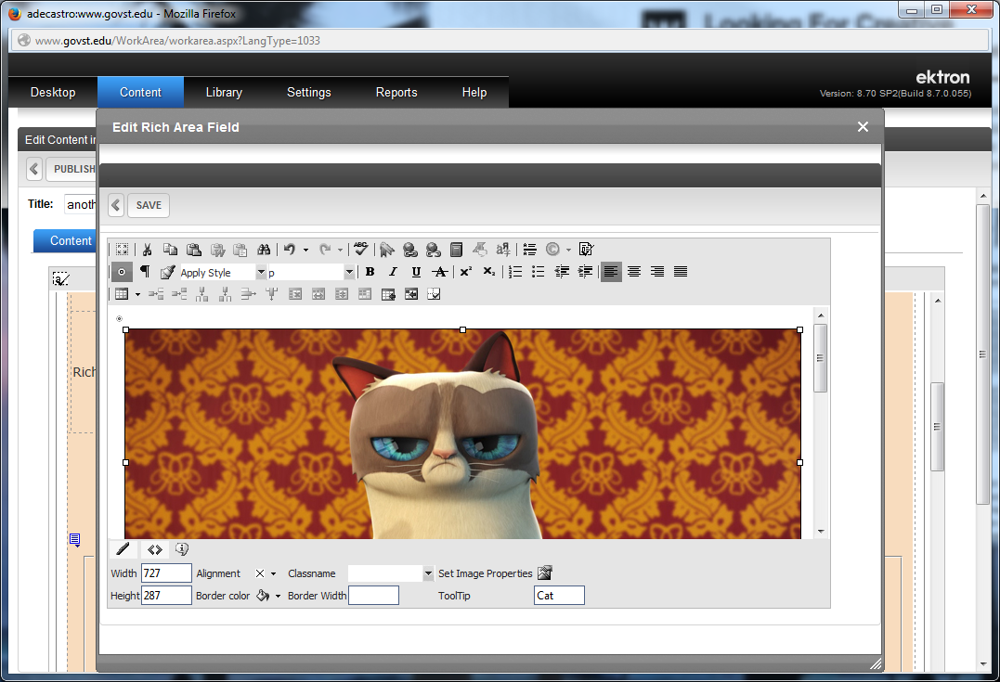 adecastro:www.govst.edu - Mozilla Firefox
Looking For Creative
www.govst.edu/WorkArea/workarea.aspx?LangType=1033
ektron
Version: 8.70 SP2(Build 8.7.0.055)
Desktop Content Library Settings Reports Help
Edit Rich Area Field
Edit Content in
PUBLISH
SAVE
Title: anoth
Content
ABC
Apply Style p B I U A x² x₂
Rich
Width 727 Alignment Classname Set Image Properties
Height 287 Border color Border Width ToolTip Cat